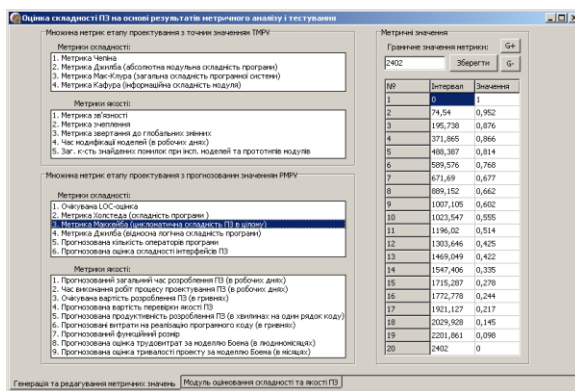 Оцінка складності ПЗ на основі результатів метричного аналізу і тестування
Множина метрик етапу проектування з точним значенням TMPV
Метрики складності:
1. Метрика Чепіна
2. Метрика Джилба (абсолютна модульна складність програми)
3. Метрика Мак-Клура (загальна складність програмної системи)
4. Метрика Кафура (інформаційна складність модуля)
Метрики якості:
1. Метрика зв'язності
2. Метрика зчеплення
3. Метрика звертання до глобальних змінних
4. Час модифікації моделей (в робочих днях)
5. Заг. к-сть знайдених помилок при інсп. моделей та прототипів модулів
Множина метрик етапу проектування з прогнозованим значенням PMPV
Метрики складності:
1. Очікувана LOC-оцінка
2. Метрика Холстеда (складність програми )
3. Метрика Маккейба (цикломатична складність ПЗ в цілому)
4. Метрика Джилба (відносна логічна складність програми)
5. Прогнозована кількість операторів програми
6. Прогнозована оцінка складності інтерфейсів ПЗ
Метрики якості:
1. Прогнозований загальний час розроблення ПЗ (в робочих днях)
2. Час виконання робіт процесу проектування ПЗ (в робочих днях)
3. Очікувана вартість розроблення ПЗ (в гривнях)
4. Прогнозована вартість перевірки якості ПЗ
5. Прогнозована продуктивність розроблення ПЗ (в хвилинах на один рядок коду)
6. Прогнозовані витрати на реалізацію програмного коду (в гривнях)
7. Прогнозований функційний розмір
8. Прогнозована оцінка трудовитрат за моделлю Боема (в людиномісяцях)
9. Прогнозована оцінка тривалості проекту за моделлю Боема (в місяцях)
Метричні значення
Граничне значення метрики:
G+
2402
Зберегти
G-
№ Інтервал Значення
1 0 1
2 74,54 0,952
3 195,738 0,876
4 371,865 0,866
5 488,387 0,814
6 589,576 0,768
7 671,69 0,677
8 889,152 0,662
9 1007,105 0,602
10 1023,547 0,555
11 1196,02 0,514
12 1303,646 0,425
13 1469,049 0,422
14 1547,406 0,335
15 1715,287 0,278
16 1772,778 0,244
17 1921,127 0,217
18 2029,928 0,145
19 2201,861 0,098
20 2402 0
Генерація та редагування метричних значень
Модуль оцінювання складності та якості ПЗ